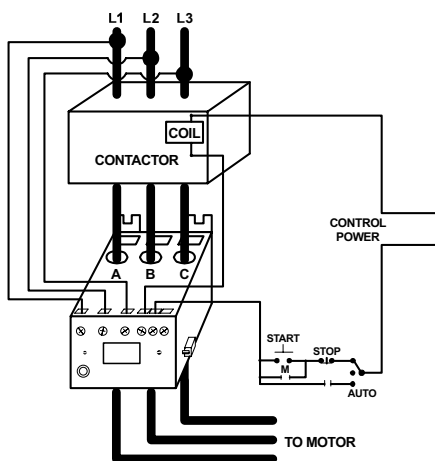 L1 L2 L3
COIL
CONTACTOR
CONTROL
POWER
A B C
START
STOP
M
AUTO
TO MOTOR